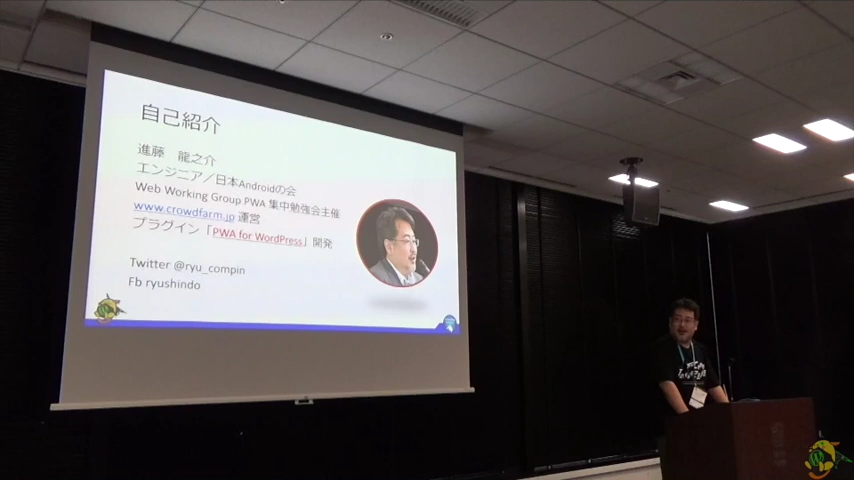 自己紹介
進藤 龍之介
エンジニア／日本Androidの会
Web Working Group PWA 集中勉強会主催
www.crowdfarm.jp 運営
プラグイン「PWA for WordPress」開発
Twitter @ryu_compin
Fb ryushindo